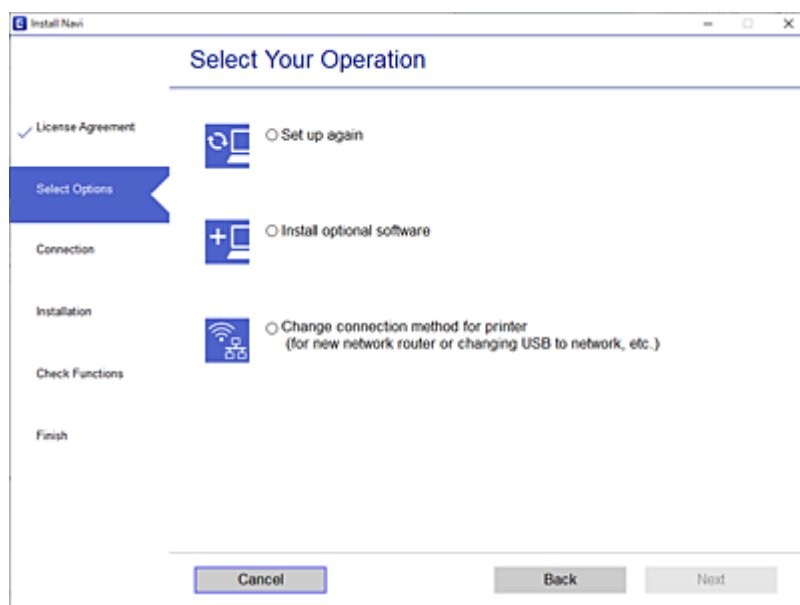 Install Navi
Select Your Operation
License Agreement
Select Options
Connection
Installation
Check Functions
Finish
Set up again
Install optional software
Change connection method for printer
(for new network router or changing USB to network, etc.)
Cancel
Back
Next